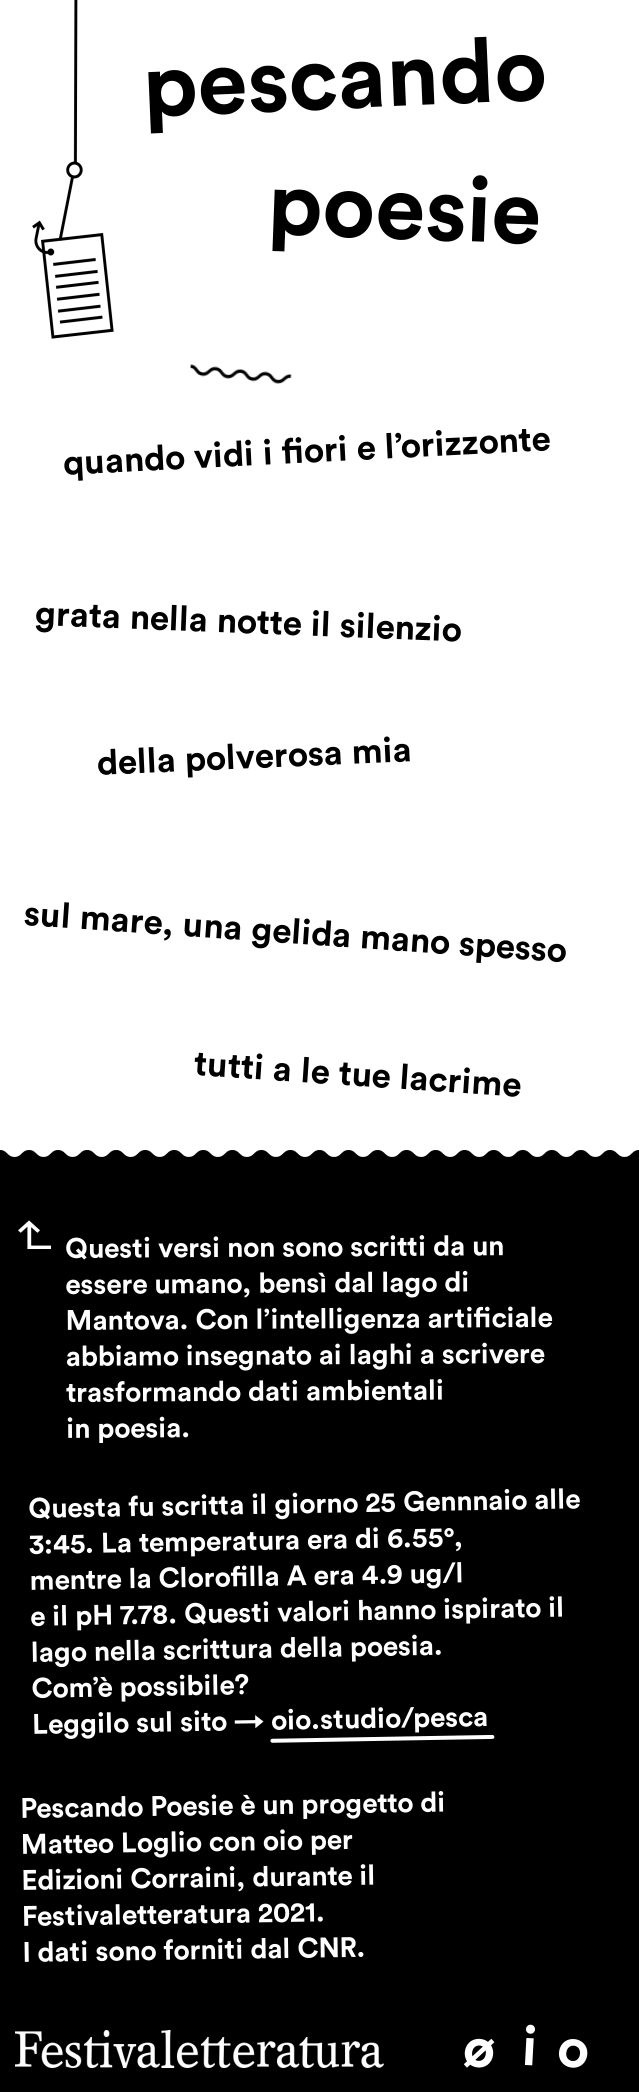 pescando
poesie
quando vidi i fiori e l’orizzonte
grata nella notte il silenzio
della polverosa mia
sul mare, una gelida mano spesso
tutti a le tue lacrime
Questi versi non sono scritti da un
essere umano, bensì dal lago di
Mantova. Con l’intelligenza artificiale
abbiamo insegnato ai laghi a scrivere
trasformando dati ambientali
in poesia.
Questa fu scritta il giorno 25 Gennnaio alle
3:45. La temperatura era di 6.55°,
mentre la Clorofilla A era 4.9 ug/l
e il pH 7.78. Questi valori hanno ispirato il
lago nella scrittura della poesia.
Com’è possibile?
Leggilo sul sito → oio.studio/pesca
Pescando Poesie è un progetto di
Matteo Loglio con oio per
Edizioni Corraini, durante il
Festivaletteratura 2021.
I dati sono forniti dal CNR.
Festivaletteratura ø i o